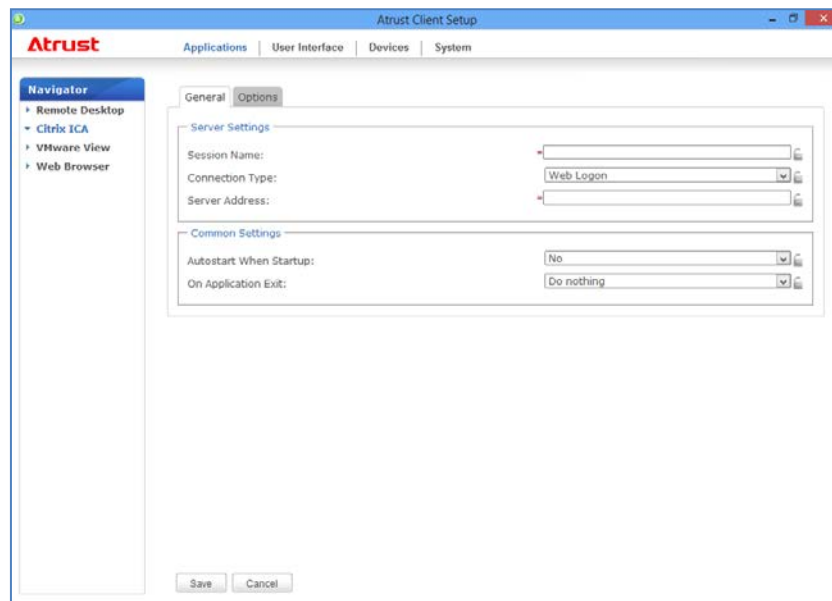 Atrust Client Setup
Atrust
Applications | User Interface | Devices | System
Navigator
Remote Desktop
Citrix ICA
VMware View
Web Browser
General Options
Server Settings
Session Name: *
Connection Type: Web Logon
Server Address: *
Common Settings
Autostart When Startup: No
On Application Exit: Do nothing
Save Cancel